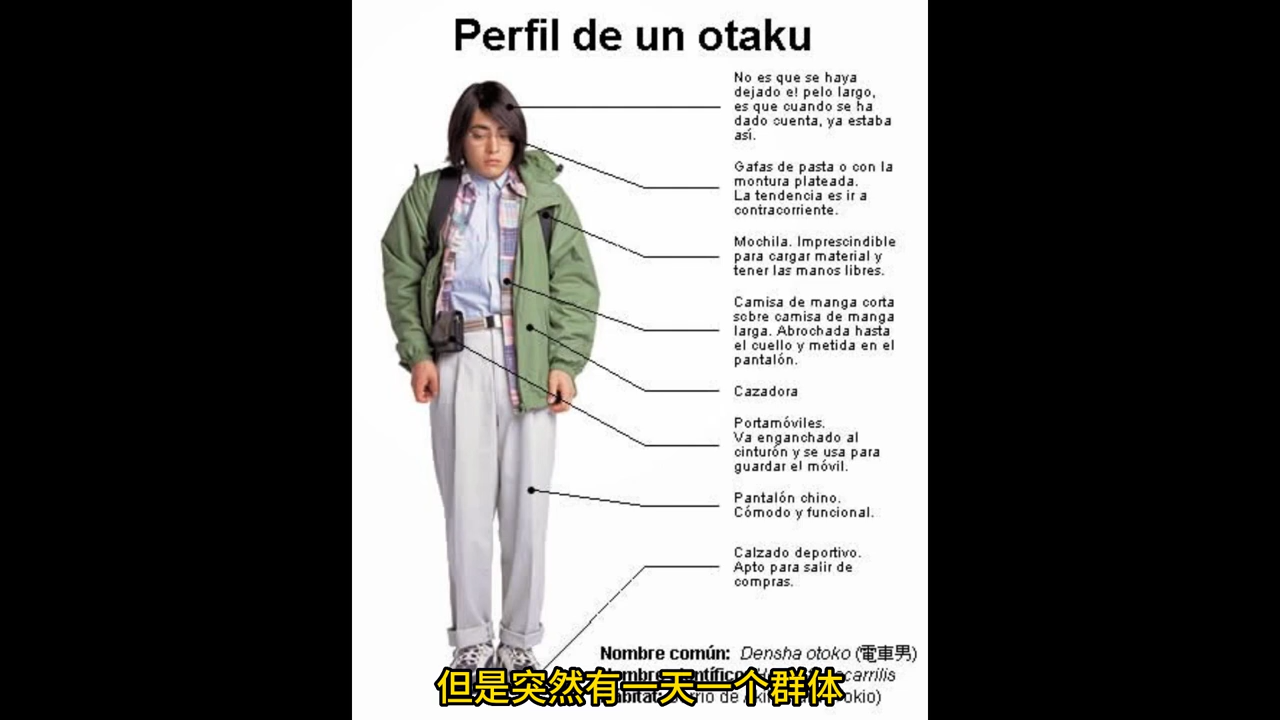 Perfil de un otaku
No es que se haya
dejado el pelo largo,
es que cuando se ha
dado cuenta, ya estaba
así.
Gafas de pasta o con la
montura plateada.
La tendencia es ir a
contracorriente.
Mochila. Imprescindible
para cargar material y
tener las manos libres.
Camisa de manga corta
sobre camisa de manga
larga. Abrochada hasta
el cuello y metida en el
pantalón.
Cazadora
Portamóviles.
Va enganchado al
cinturón y se usa para
guardar el móvil.
Pantalón chino.
Cómodo y funcional.
Calzado deportivo.
Apto para salir de
compras.
Nombre común: Densha otoko (電車男)
但是突然有一天一个群体